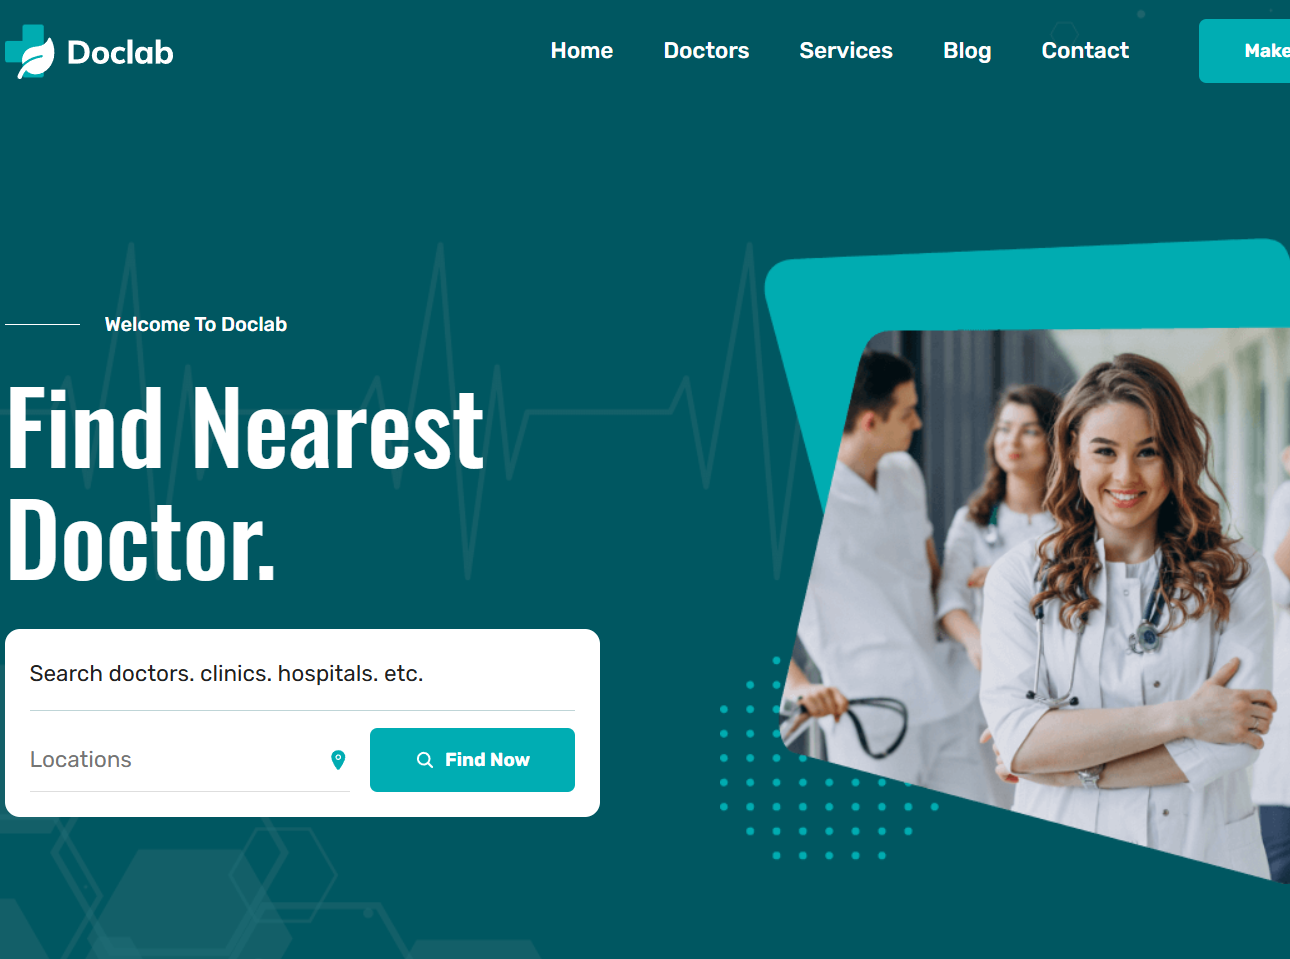 Doclab
Home Doctors Services Blog Contact Make
Welcome To Doclab
Find Nearest
Doctor.
Search doctors. clinics. hospitals. etc.
Locations
Find Now